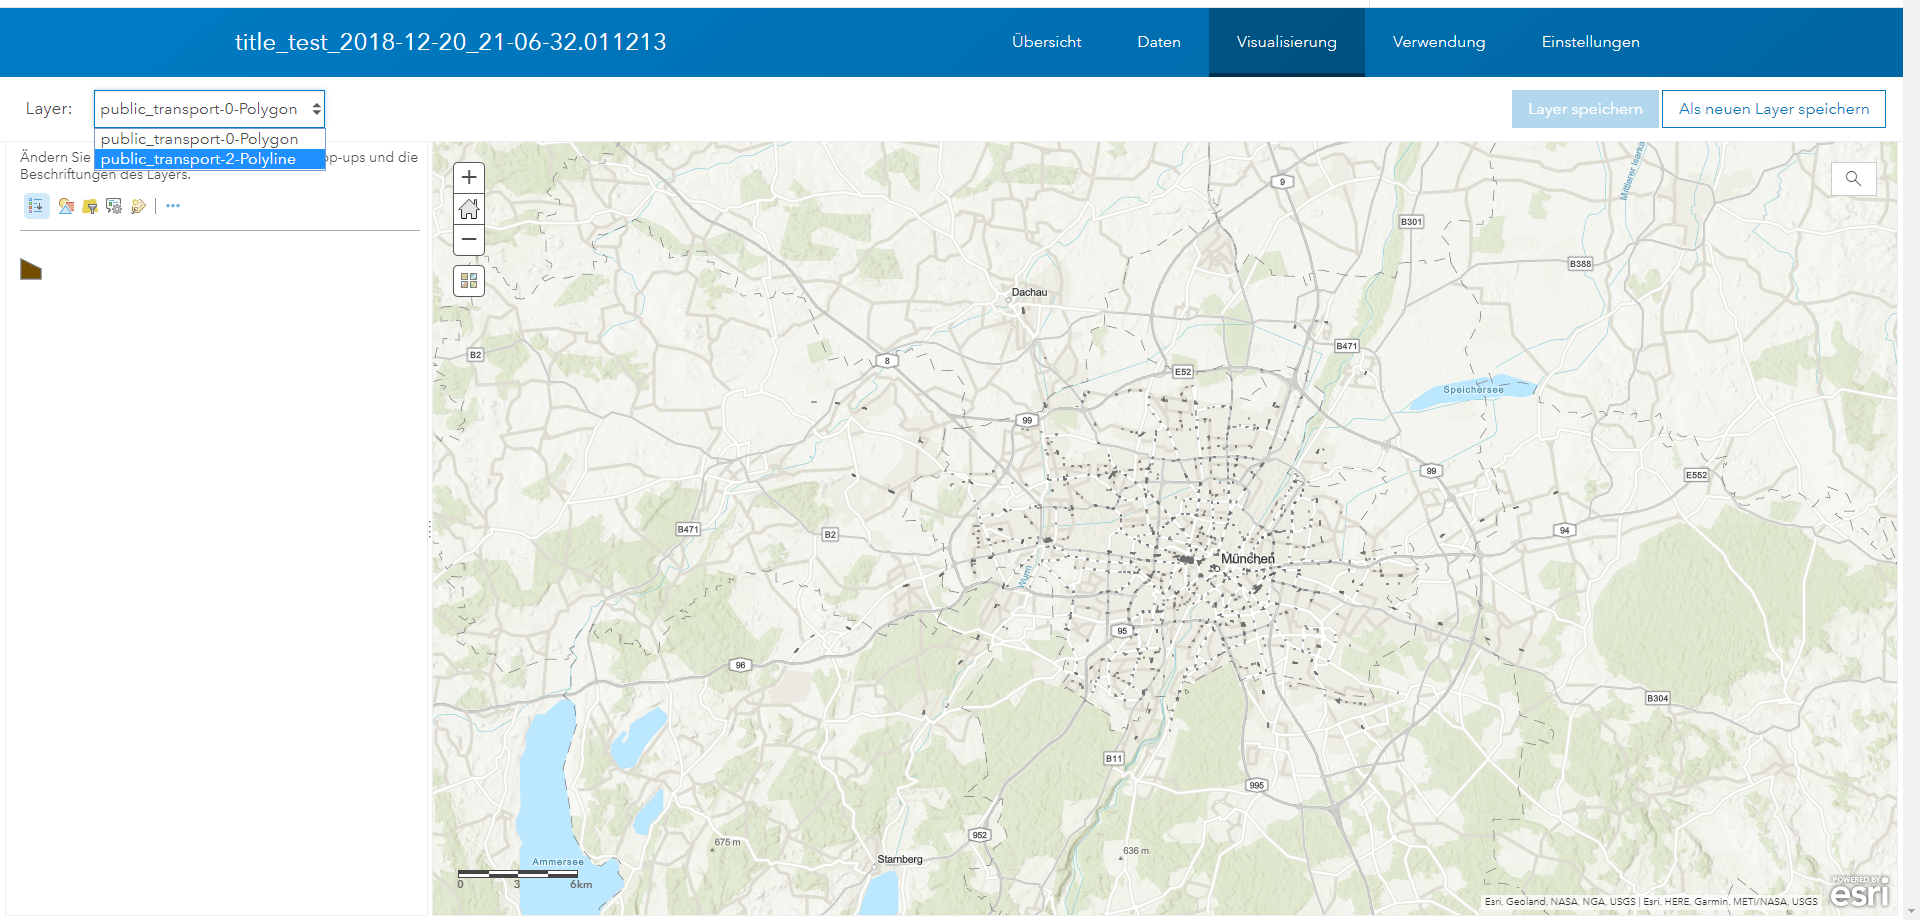 title_test_2018-12-20_21-06-32.011213
Übersicht
Daten
Visualisierung
Verwendung
Einstellungen
Layer:
public_transport-0-Polygon
public_transport-0-Polygon
public_transport-2-Polyline
Layer speichern
Als neuen Layer speichern
Ändern Sie op-ups und die
Beschriftungen des Layers.
Mittlerer Isarka
9
B301
B388
Dachau
B471
B2
8
E52
Speichersee
99
99
E552
B471
B2
94
München
Würm
95
96
B304
B11
995
952
675 m
636 m
Ammersee
Starnberg
0 3 6km
Esri, Geoland, NASA, NGA, USGS | Esri, HERE, Garmin, METI/NASA, USGS
POWERED BY
esri